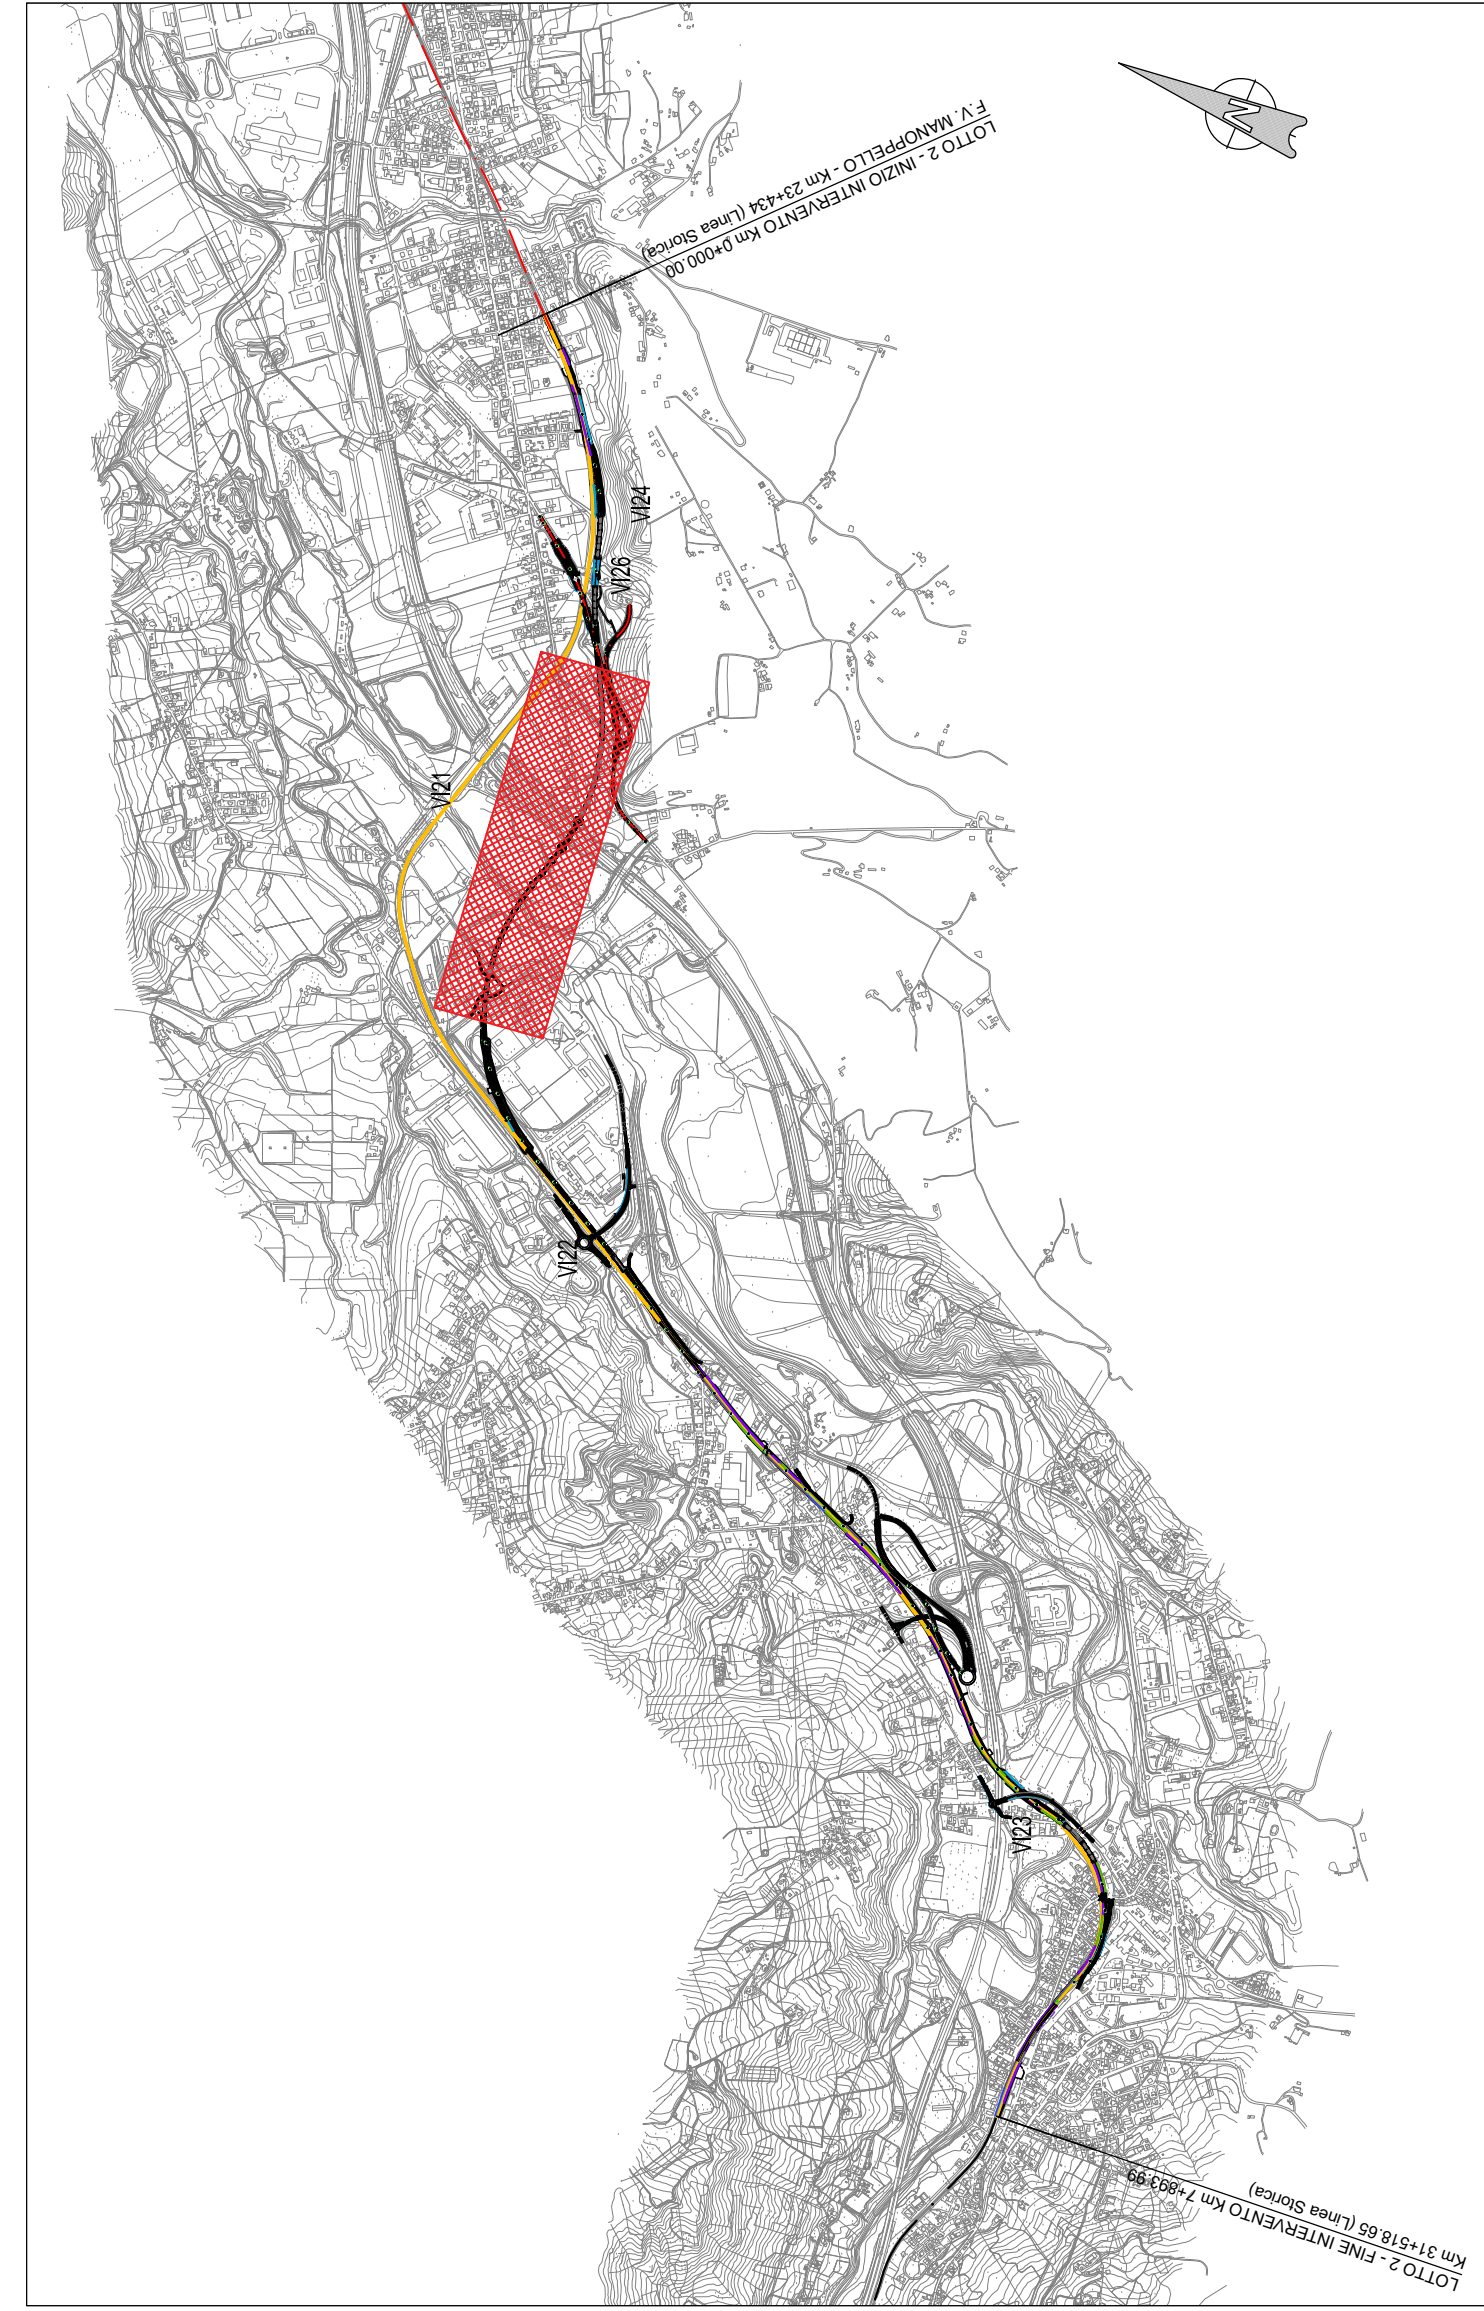 N
LOTTO 2 - INIZIO INTERVENTO Km 0+000.00
F.V. MANOPPELLO - Km 23+434 (Linea Storica)
VI24
VI26
VI21
VI22
VI23
LOTTO 2 - FINE INTERVENTO Km 7+893.99
Km 31+518.65 (Linea Storica)